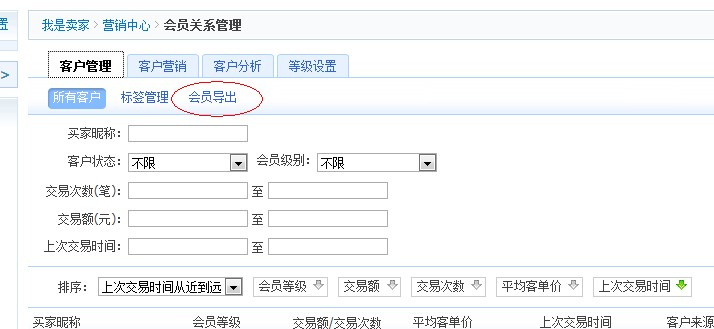 置 我是卖家 > 营销中心 > 会员关系管理
>
客户管理 客户营销 客户分析 等级设置
所有客户 标签管理 会员导出
买家昵称：
客户状态： 不限 会员级别： 不限
交易次数(笔)： 至
交易额(元)： 至
上次交易时间： 至
排序： 上次交易时间从近到远 会员等级 交易额 交易次数 平均客单价 上次交易时间
买家昵称 会员等级 交易额/交易次数 平均客单价 上次交易时间 客户来源